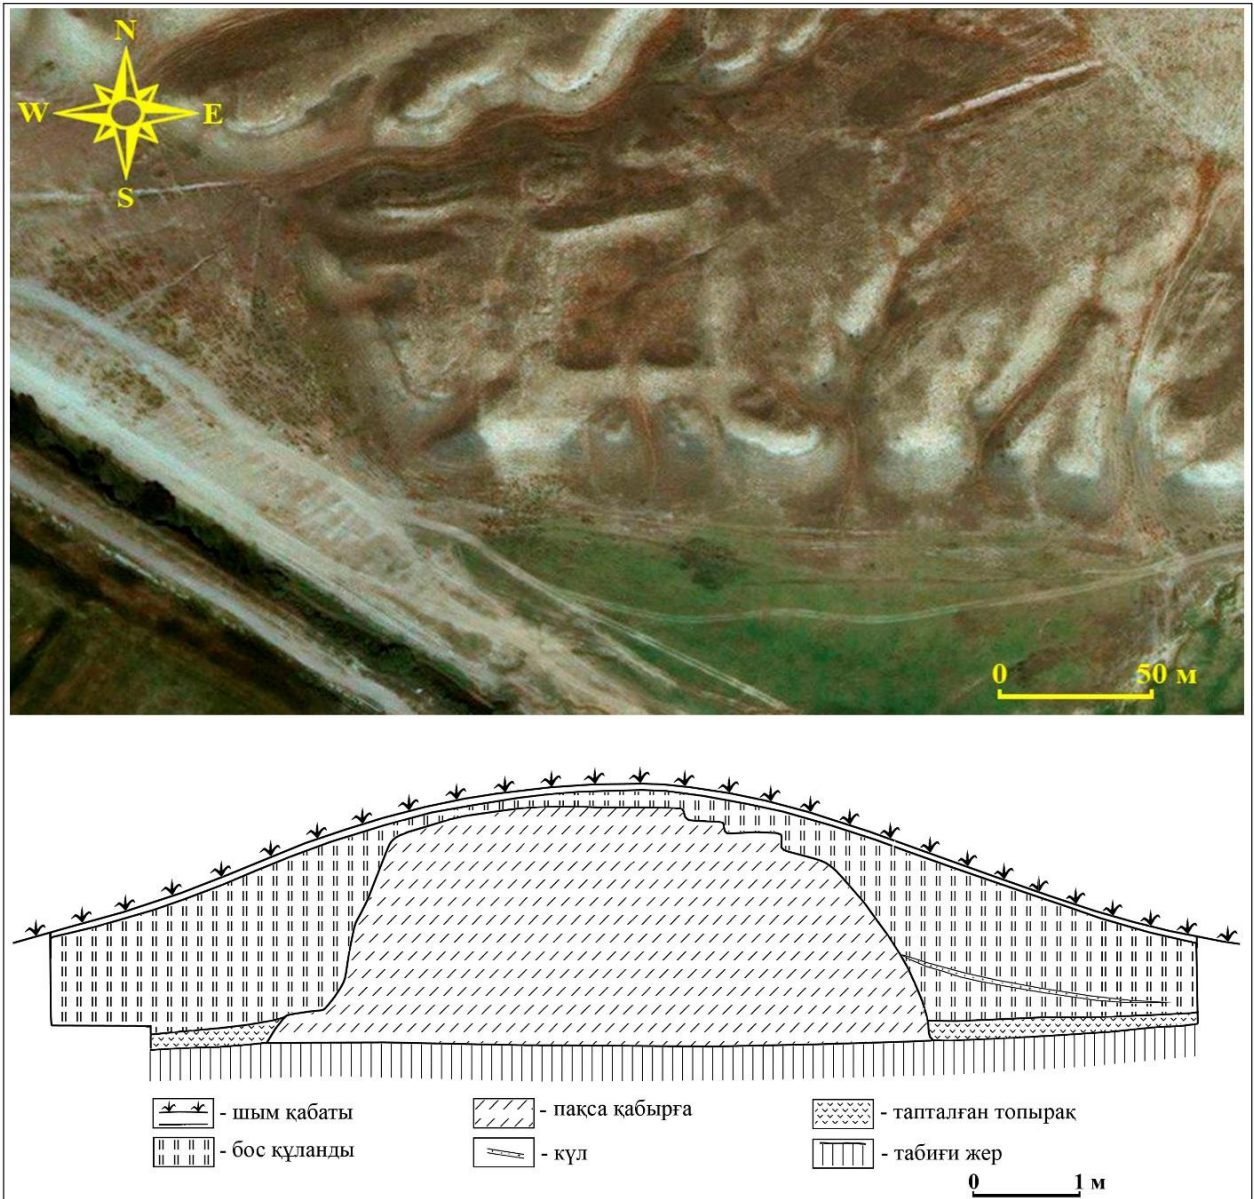 N
W E
S
0 50 м
- шым қабаты
- пақса қабырға
- тапталған топырақ
- бос құланды
- күл
- табиғи жер
0 1 м